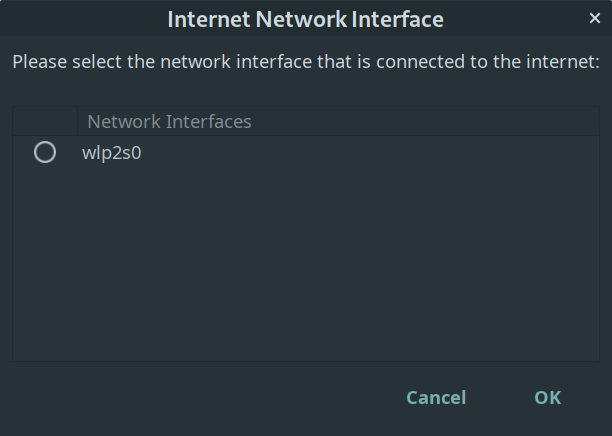 Internet Network Interface
Please select the network interface that is connected to the internet:
Network Interfaces
wlp2s0
Cancel OK